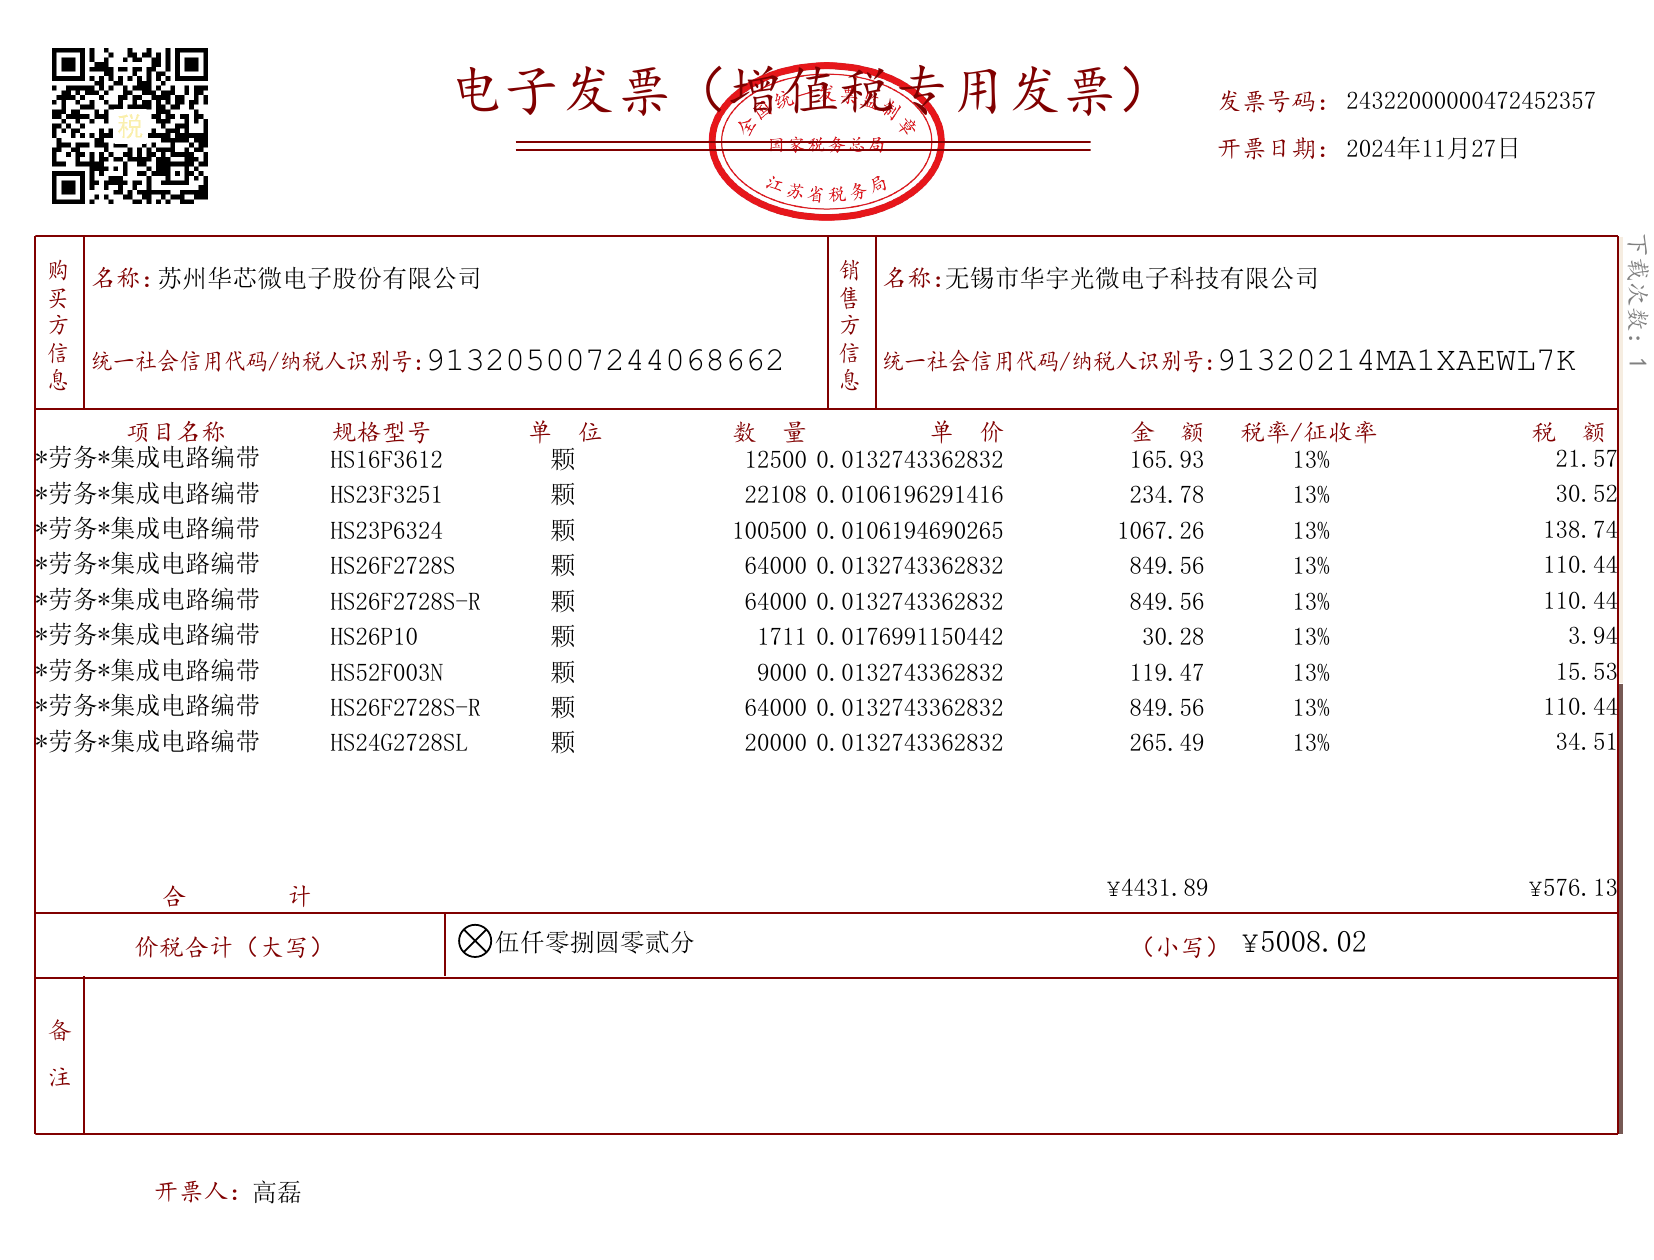 电子发票（增值税专用发票）
全国统一发票监制章
国家税务总局
江苏省税务局
税
发票号码：24322000000472452357
开票日期：2024年11月27日
下载次数：1
购买方信息
名称：苏州华芯微电子股份有限公司
统一社会信用代码/纳税人识别号：913205007244068662
销售方信息
名称：无锡市华宇光微电子科技有限公司
统一社会信用代码/纳税人识别号：91320214MA1XAEWL7K
项目名称 规格型号 单位 数量 单价 金额 税率/征收率 税额
*劳务*集成电路编带 HS16F3612 颗 12500 0.0132743362832 165.93 13% 21.57
*劳务*集成电路编带 HS23F3251 颗 22108 0.0106196291416 234.78 13% 30.52
*劳务*集成电路编带 HS23P6324 颗 100500 0.0106194690265 1067.26 13% 138.74
*劳务*集成电路编带 HS26F2728S 颗 64000 0.0132743362832 849.56 13% 110.44
*劳务*集成电路编带 HS26F2728S-R 颗 64000 0.0132743362832 849.56 13% 110.44
*劳务*集成电路编带 HS26P10 颗 1711 0.0176991150442 30.28 13% 3.94
*劳务*集成电路编带 HS52F003N 颗 9000 0.0132743362832 119.47 13% 15.53
*劳务*集成电路编带 HS26F2728S-R 颗 64000 0.0132743362832 849.56 13% 110.44
*劳务*集成电路编带 HS24G2728SL 颗 20000 0.0132743362832 265.49 13% 34.51
合计 ¥4431.89 ¥576.13
价税合计（大写） 伍仟零捌圆零贰分 （小写） ¥5008.02
备注
开票人：高磊